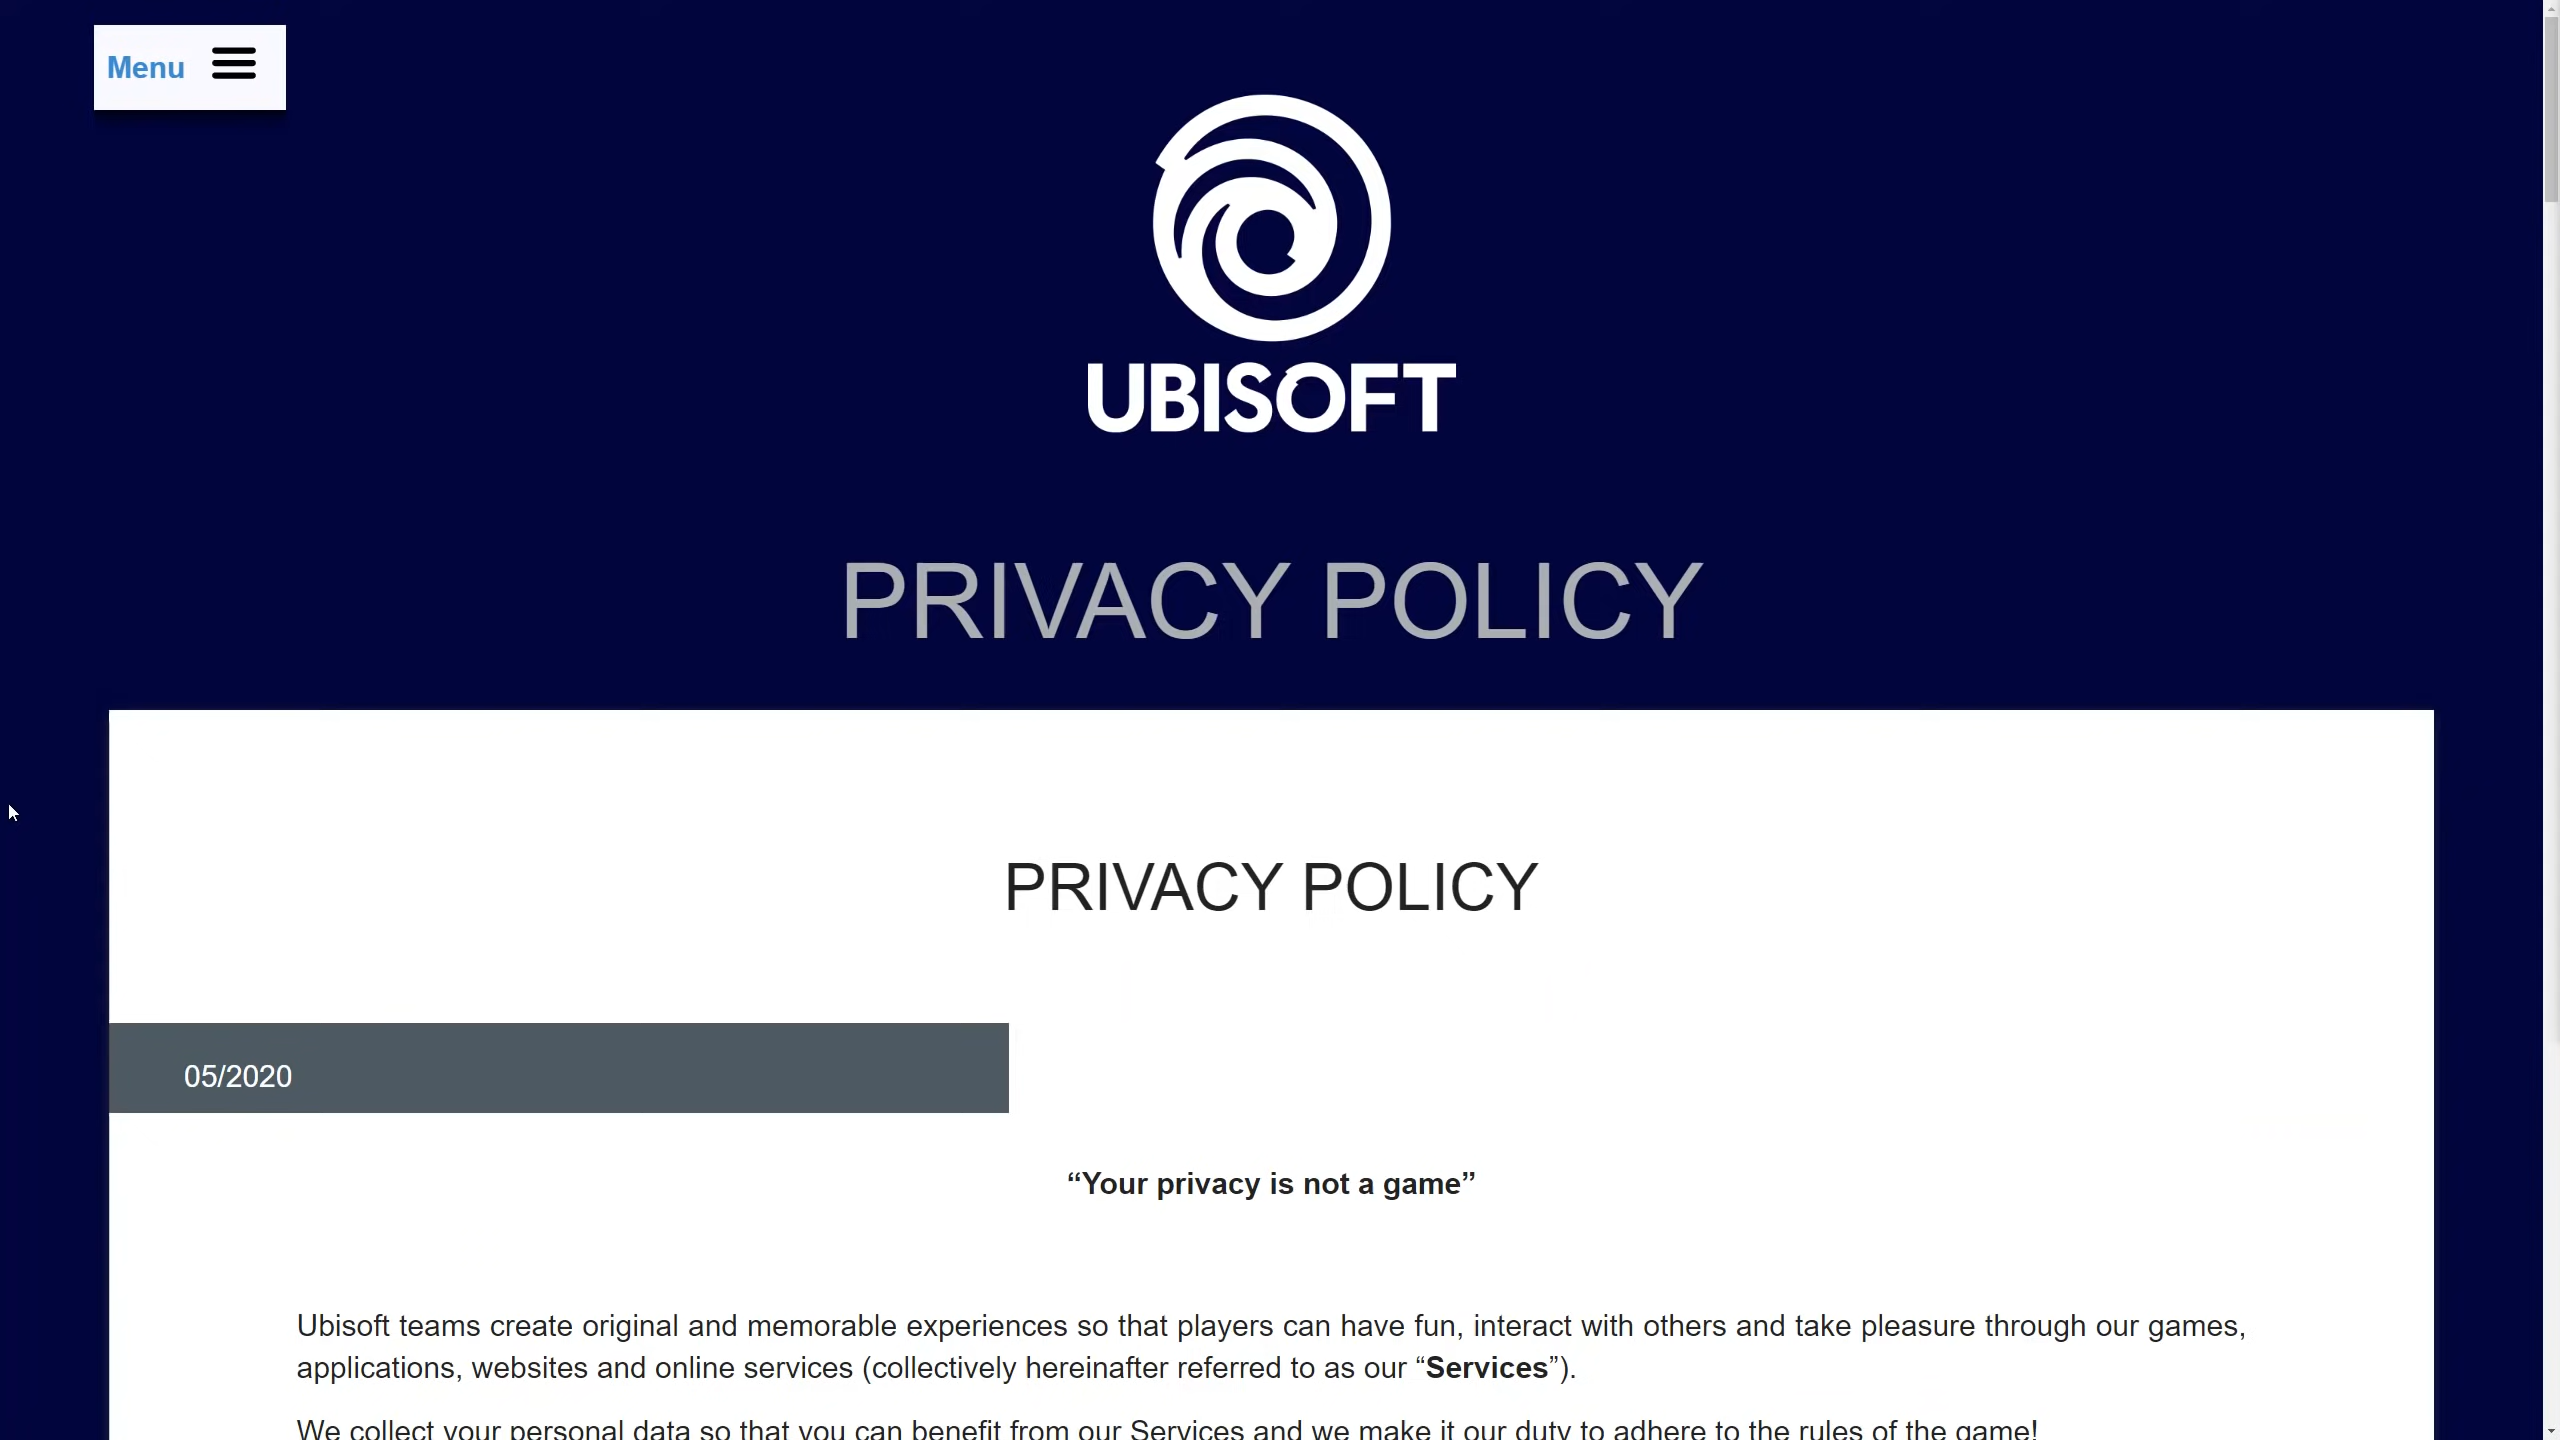 Menu
UBISOFT
PRIVACY POLICY
PRIVACY POLICY
05/2020
“Your privacy is not a game”
Ubisoft teams create original and memorable experiences so that players can have fun, interact with others and take pleasure through our games,
applications, websites and online services (collectively hereinafter referred to as our “Services”).
We collect your personal data so that you can benefit from our Services and we make it our duty to adhere to the rules of the game!